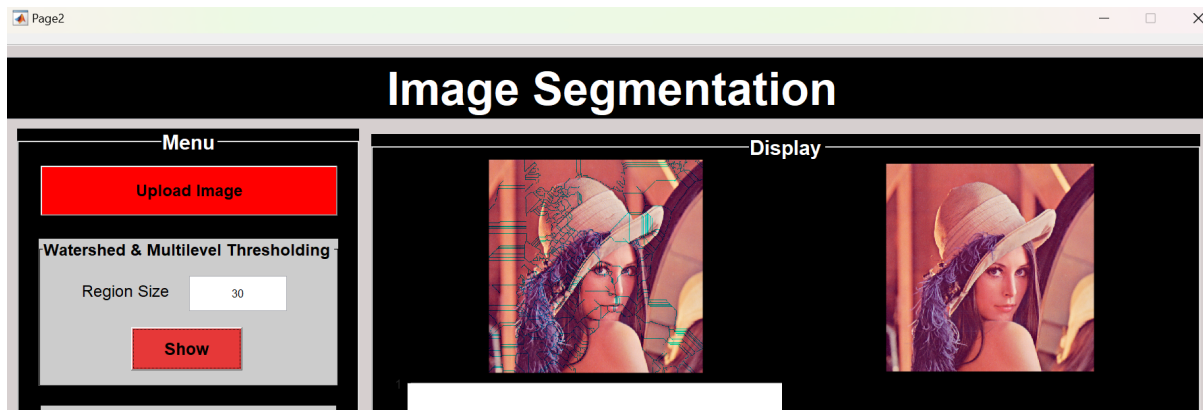 Page2
Image Segmentation
Menu
Upload Image
Watershed & Multilevel Thresholding
Region Size 30
Show
Display
1